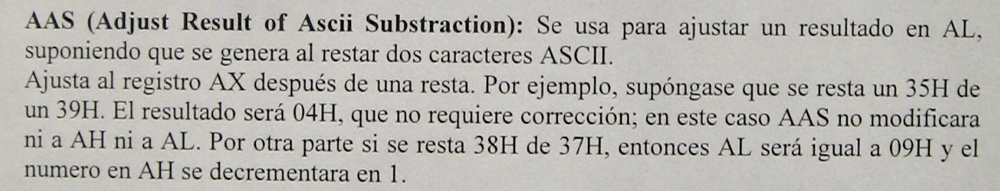 AAS (Adjust Result of Ascii Substraction): Se usa para ajustar un resultado en AL,
suponiendo que se genera al restar dos caracteres ASCII.
Ajusta al registro AX después de una resta. Por ejemplo, supóngase que se resta un 35H de
un 39H. El resultado será 04H, que no requiere corrección; en este caso AAS no modificara
ni a AH ni a AL. Por otra parte si se resta 38H de 37H, entonces AL será igual a 09H y el
numero en AH se decrementara en 1.